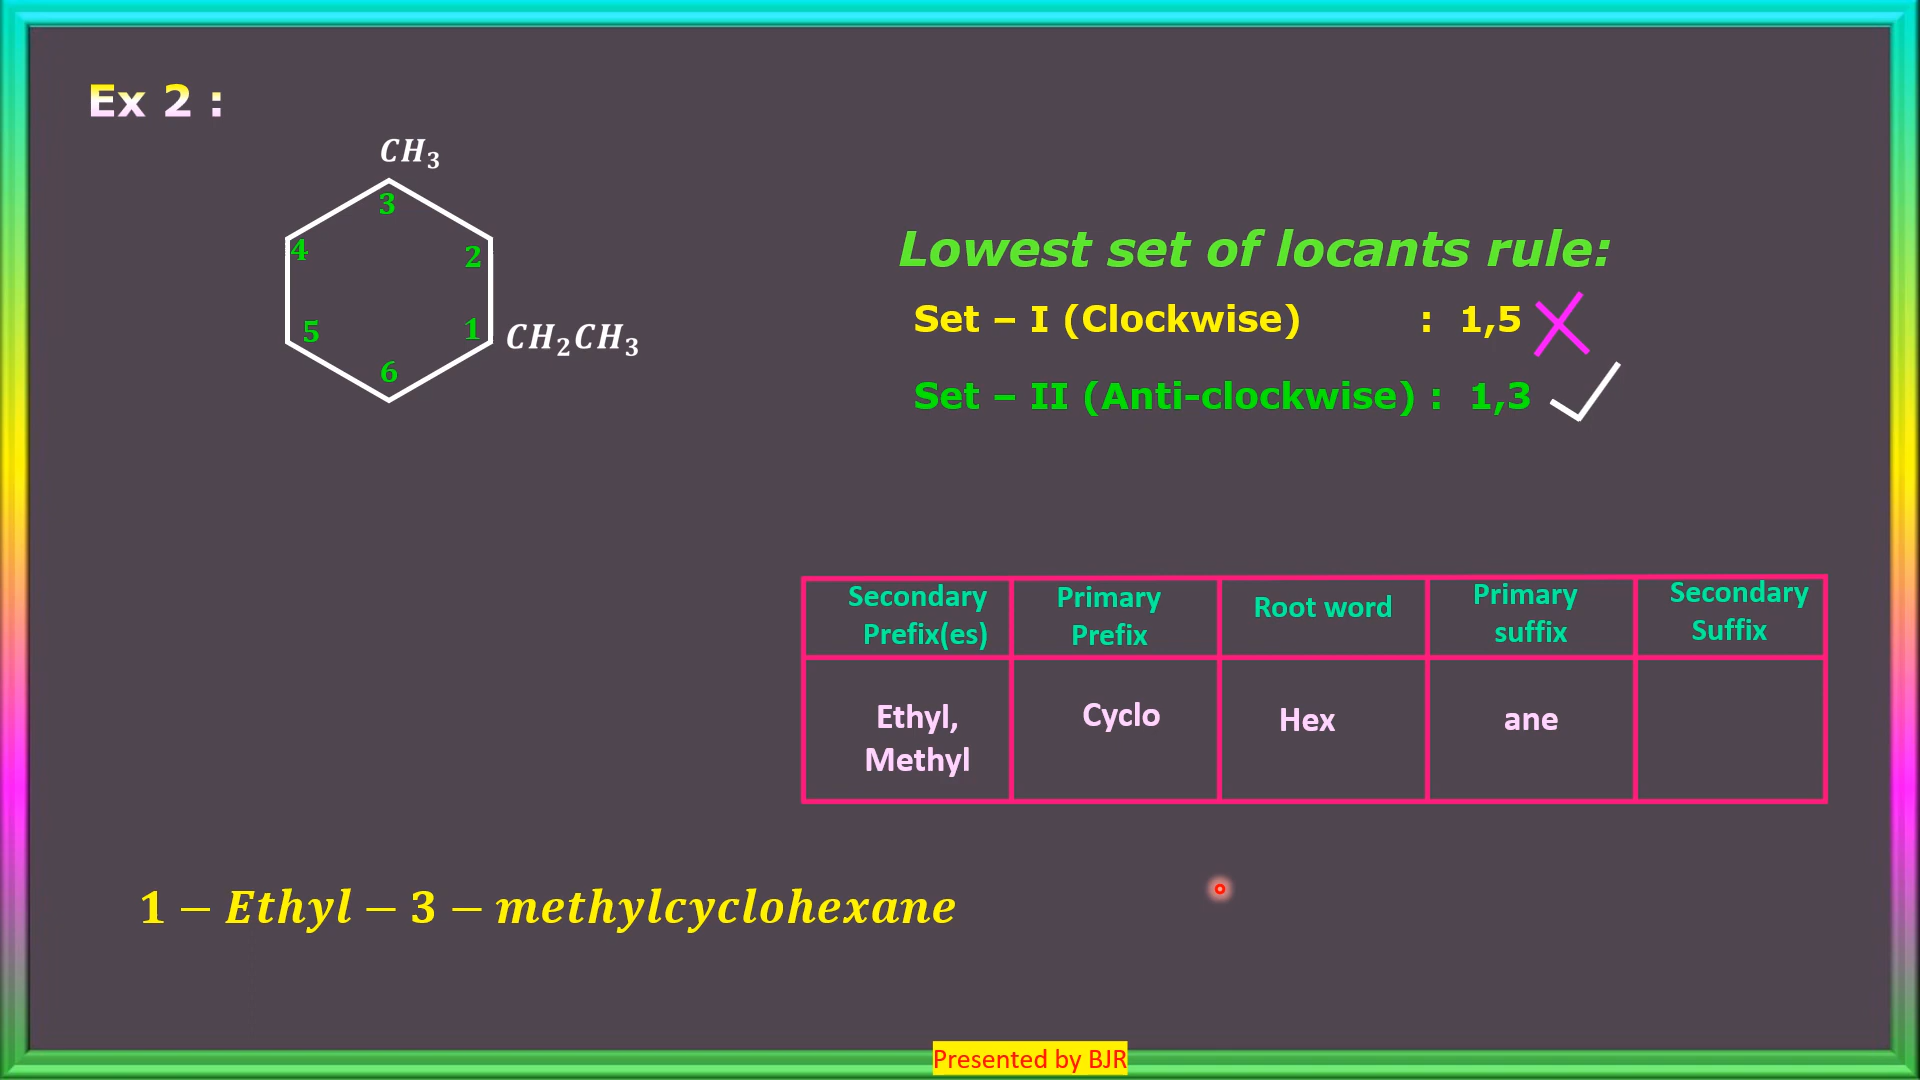 Ex 2 :
CH₃
3
4
2
5
1
CH₂CH₃
6
Lowest set of locants rule:
Set – I (Clockwise) : 1,5
Set – II (Anti-clockwise) : 1,3
Secondary Prefix(es) Primary Prefix Root word Primary suffix Secondary Suffix
Ethyl, Methyl Cyclo Hex ane
1 – Ethyl – 3 – methylcyclohexane
Presented by BJR